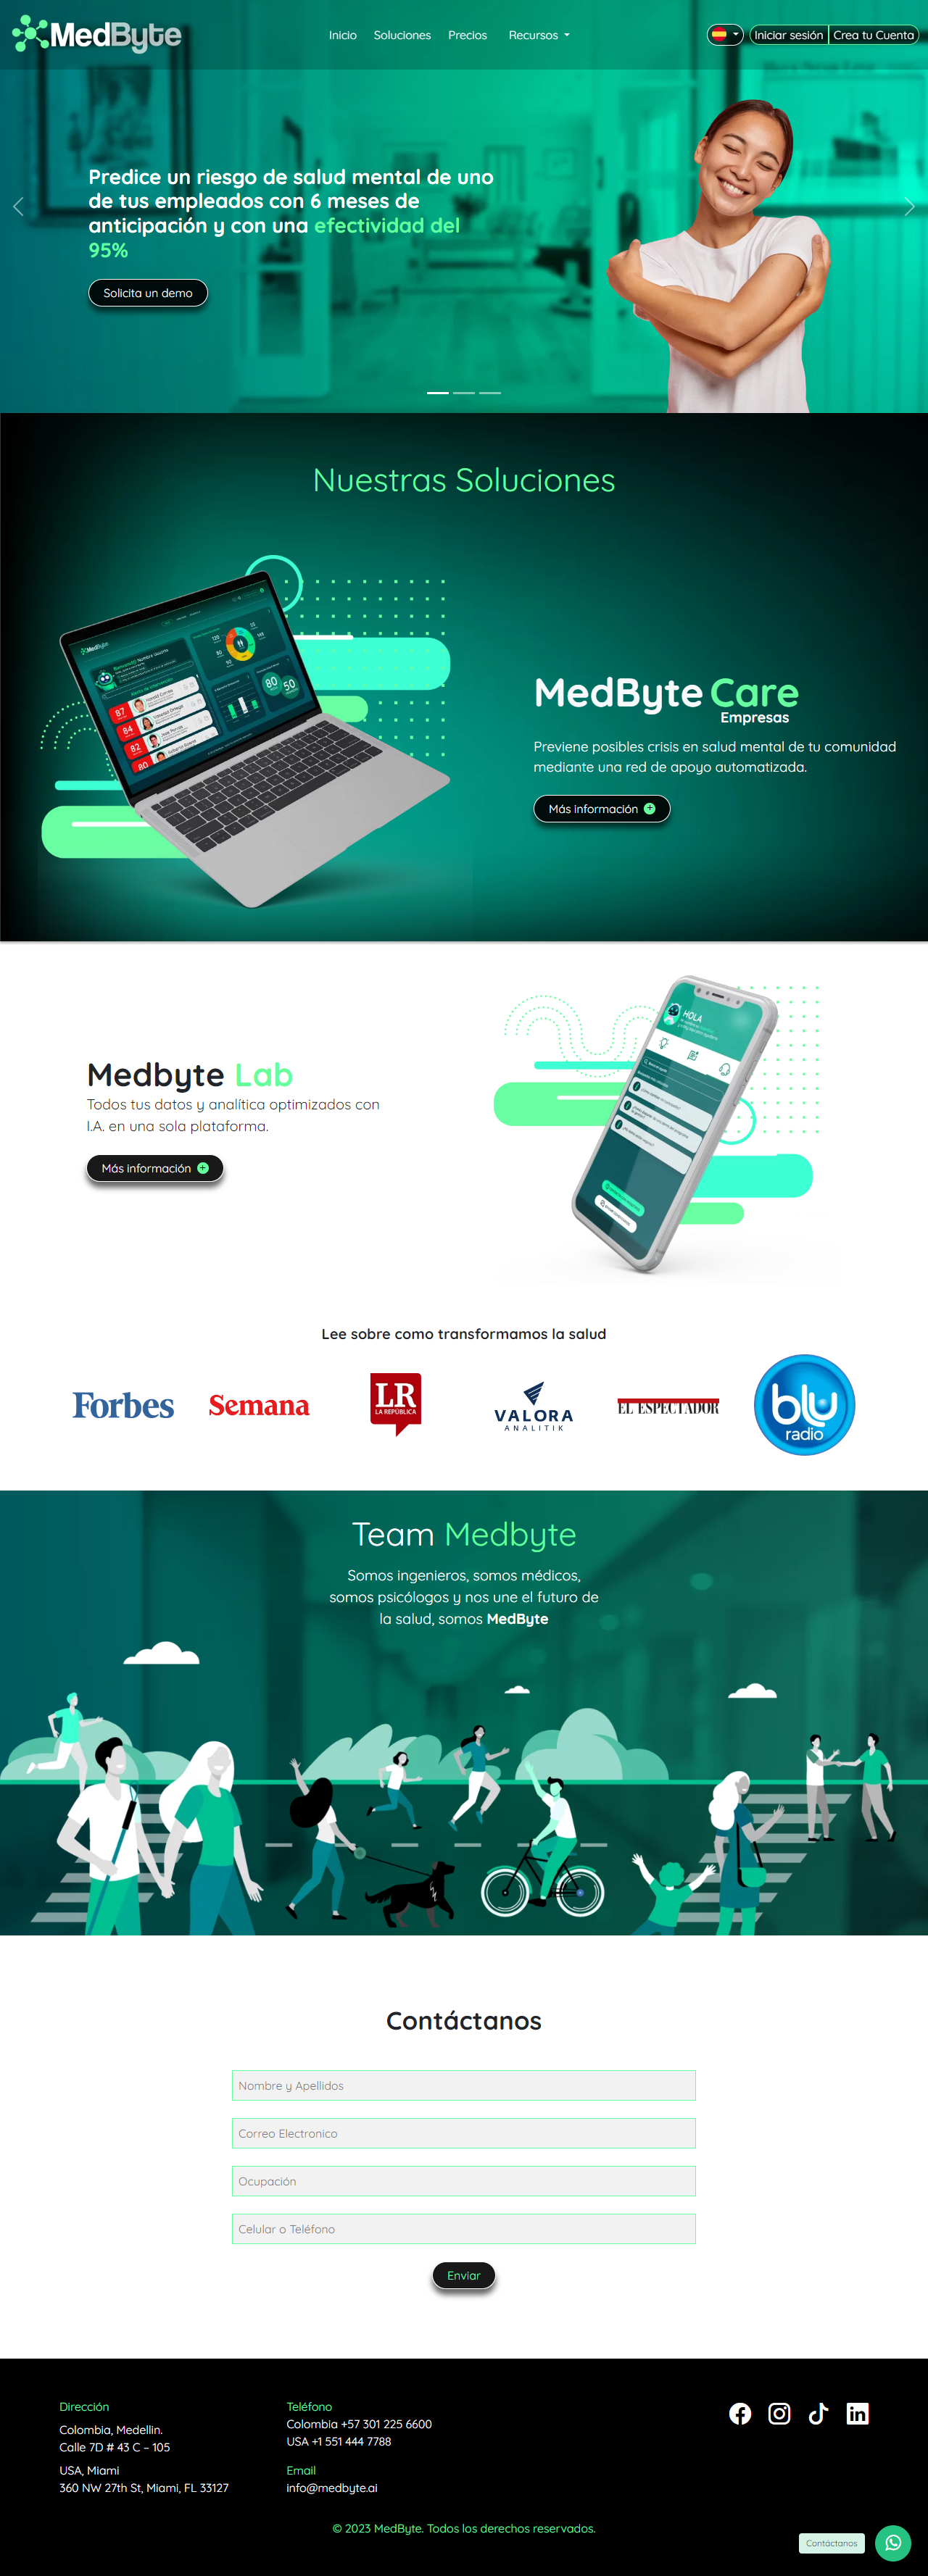 MedByte
Inicio
Soluciones
Precios
Recursos
Iniciar sesión
Crea tu Cuenta
Predice un riesgo de salud mental de uno
de tus empleados con 6 meses de
anticipación y con una efectividad del
95%
Solicita un demo
Nuestras Soluciones
MedByte
87
84
82
80
80
50
MedByte Care
Empresas
Previene posibles crisis en salud mental de tu comunidad
mediante una red de apoyo automatizada.
Más información
HOLA
Medbyte Lab
Todos tus datos y analítica optimizados con
I.A. en una sola plataforma.
Más información
Lee sobre como transformamos la salud
Forbes
Semana
LR
LA REPÚBLICA
VALORA
ANALITIK
EL ESPECTADOR
blu
radio
Team Medbyte
Somos ingenieros, somos médicos,
somos psicólogos y nos une el futuro de
la salud, somos MedByte
Contáctanos
Nombre y Apellidos
Correo Electronico
Ocupación
Celular o Teléfono
Enviar
Dirección
Colombia, Medellin.
Calle 7D # 43 C – 105
USA, Miami
360 NW 27th St, Miami, FL 33127
Teléfono
Colombia +57 301 225 6600
USA +1 551 444 7788
Email
info@medbyte.ai
© 2023 MedByte. Todos los derechos reservados.
Contáctanos